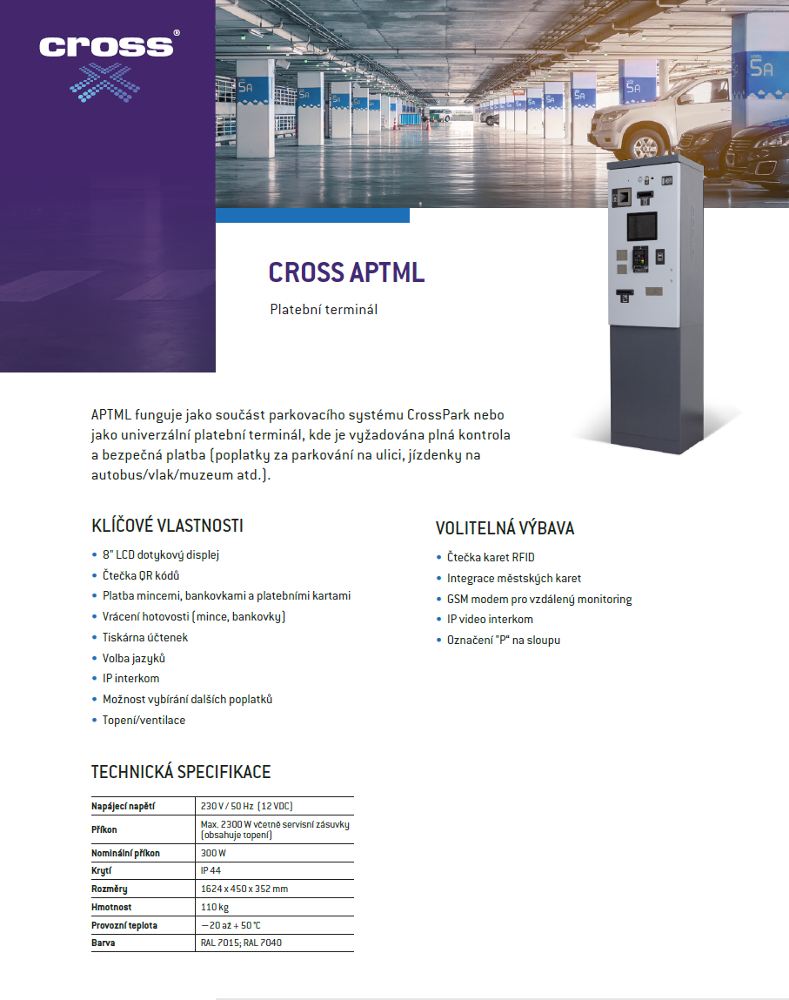 cross®
LEVEL
5A
5A
5A
5A
5A
5A
CROSS APTML
Platební terminál
APTML funguje jako součást parkovacího systému CrossPark nebo
jako univerzální platební terminál, kde je vyžadována plná kontrola
a bezpečná platba (poplatky za parkování na ulici, jízdenky na
autobus/vlak/muzeum atd.).
KLÍČOVÉ VLASTNOSTI
• 8" LCD dotykový displej
• Čtečka QR kódů
• Platba mincemi, bankovkami a platebními kartami
• Vrácení hotovosti (mince, bankovky)
• Tiskárna účtenek
• Volba jazyků
• IP interkom
• Možnost vybírání dalších poplatků
• Topení/ventilace
VOLITELNÁ VÝBAVA
• Čtečka karet RFID
• Integrace městských karet
• GSM modem pro vzdálený monitoring
• IP video interkom
• Označení "P“ na sloupu
TECHNICKÁ SPECIFIKACE
Napájecí napětí 230 V / 50 Hz (12 VDC)
Příkon Max. 2300 W včetně servisní zásuvky
(obsahuje topení)
Nominální příkon 300 W
Krytí IP 44
Rozměry 1624 x 450 x 352 mm
Hmotnost 110 kg
Provozní teplota —20 až + 50 °C
Barva RAL 7015; RAL 7040